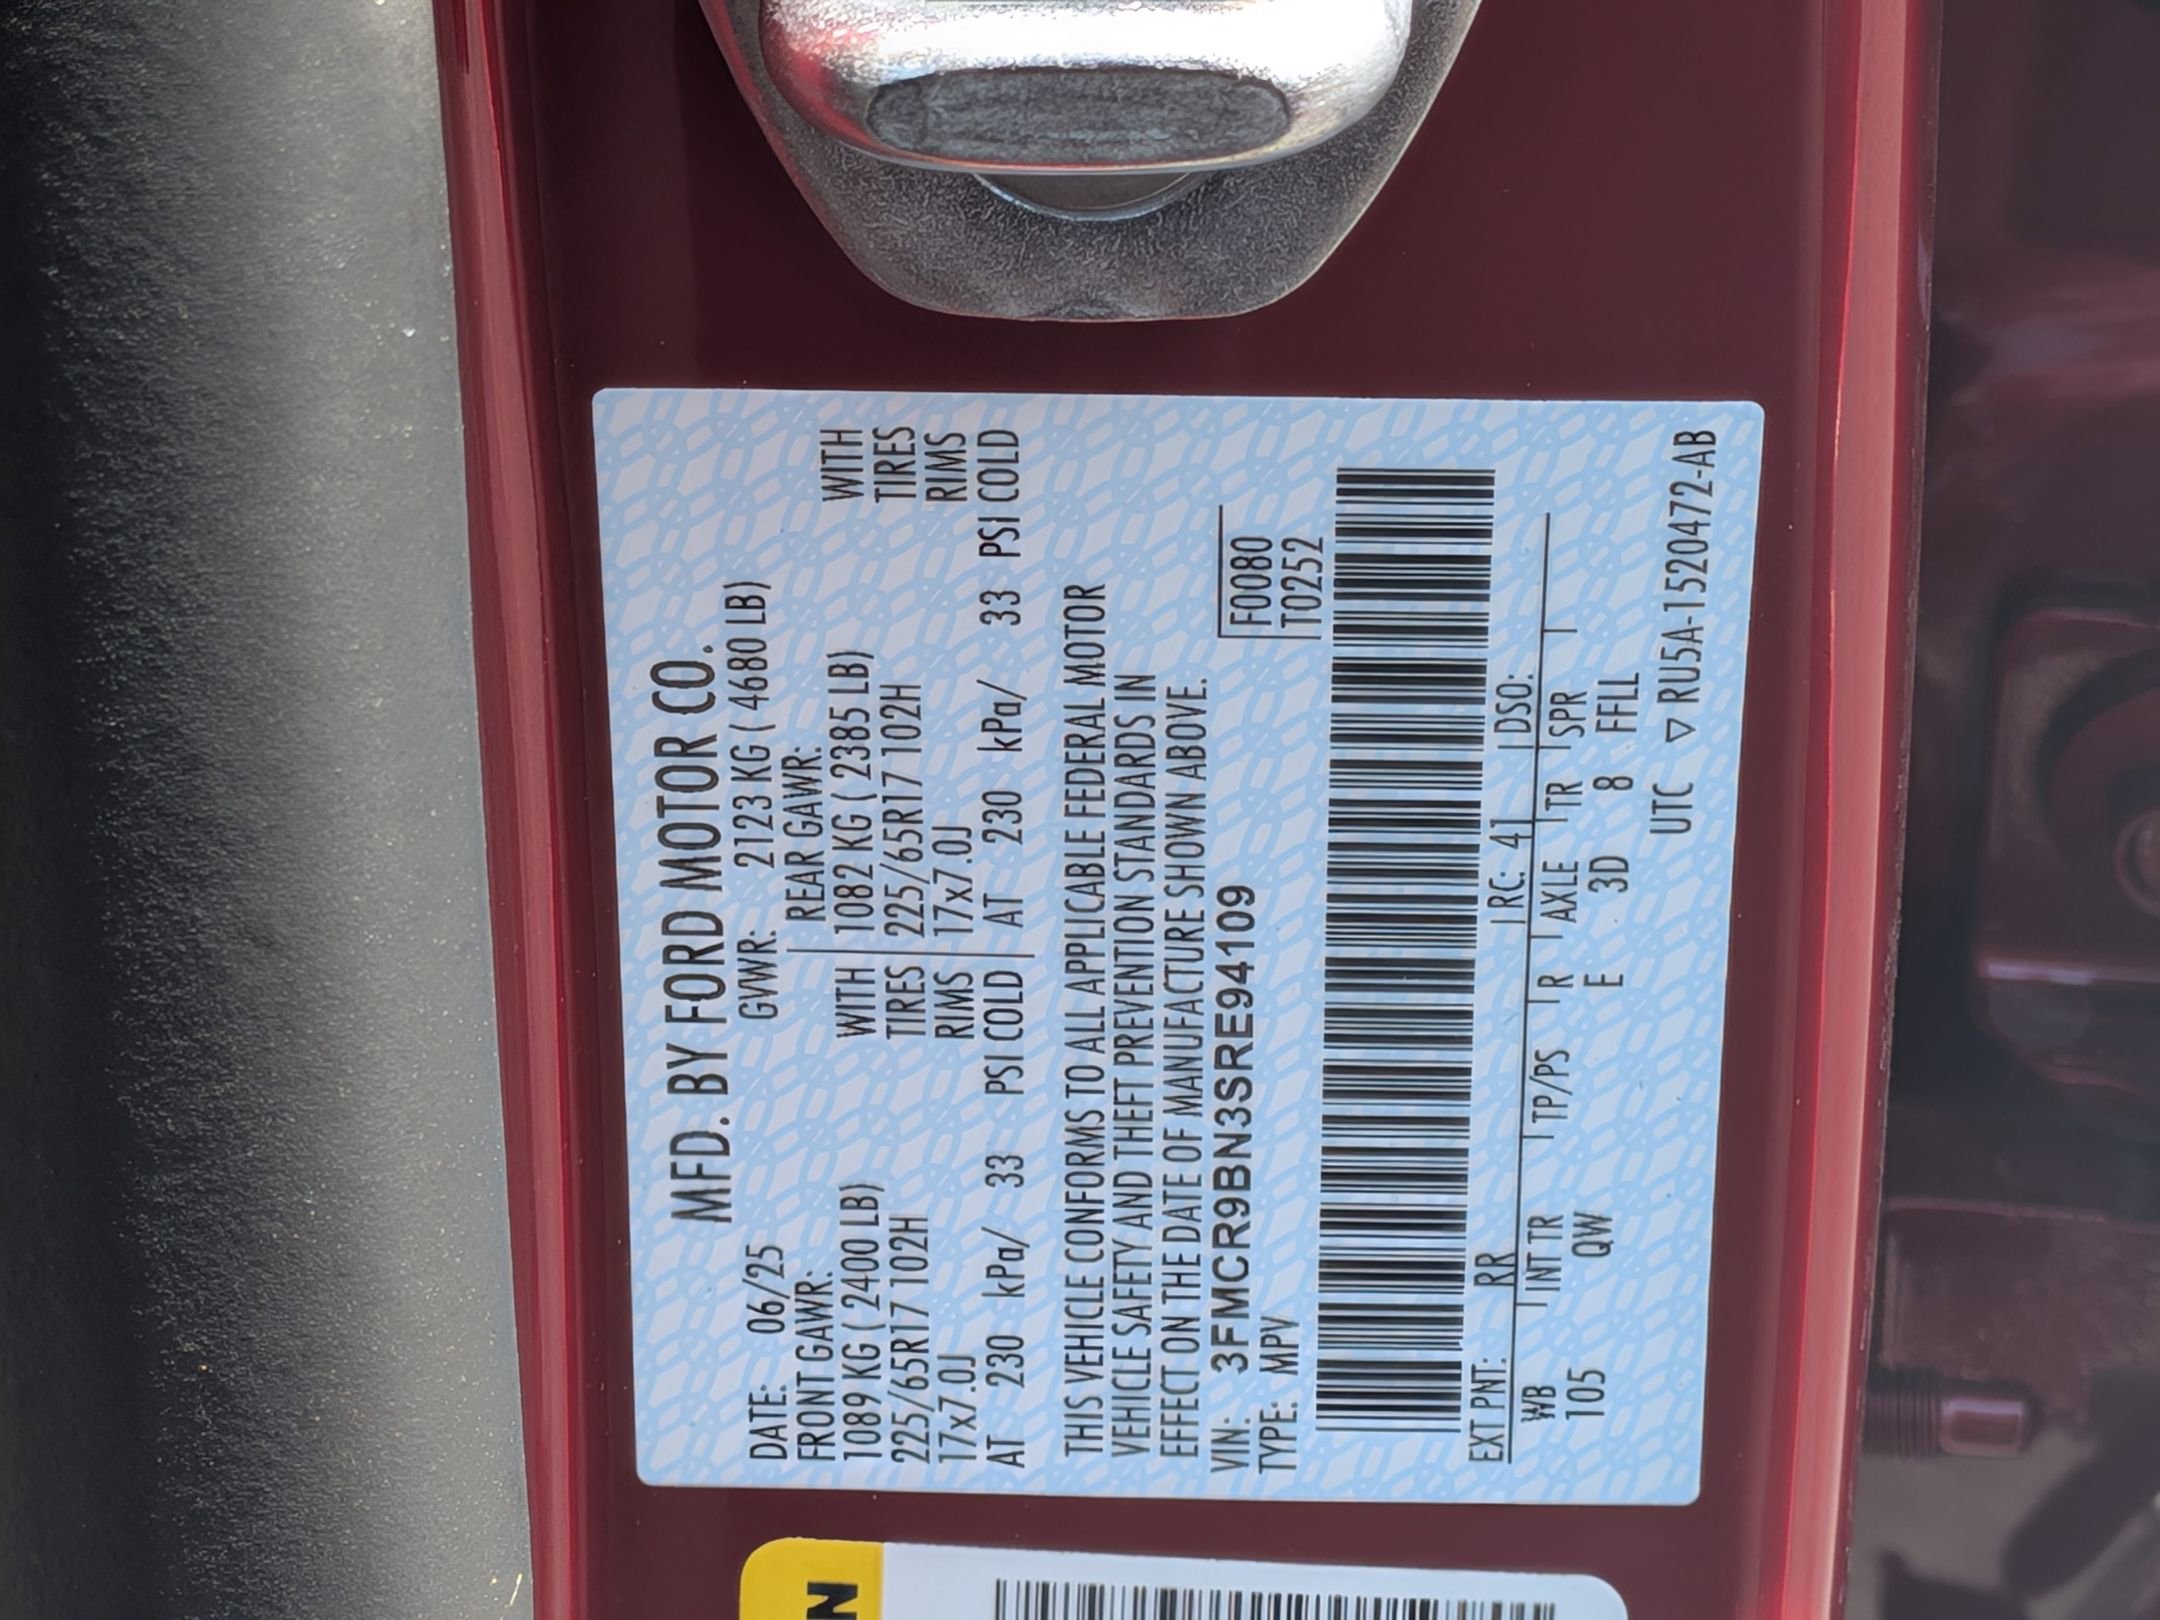 MFD. BY FORD MOTOR CO.
DATE: 06/25 GVWR: 2123 KG ( 4680 LB)
FRONT GAWR: REAR GAWR:
1089 KG ( 2400 LB) WITH 1082 KG ( 2385 LB) WITH
225/65R17 102H TIRES 225/65R17 102H TIRES
17x7.0J RIMS 17x7.0J RIMS
AT 230 kPa/ 33 PSI COLD AT 230 kPa/ 33 PSI COLD
THIS VEHICLE CONFORMS TO ALL APPLICABLE FEDERAL MOTOR
VEHICLE SAFETY AND THEFT PREVENTION STANDARDS IN
EFFECT ON THE DATE OF MANUFACTURE SHOWN ABOVE.
VIN: 3FMCR9BN3SRE94109 F0080
TYPE: MPV T0252
EXT PNT: RR RC: 41 DSO:
WB INT TR TP/PS R AXLE TR SPR
105 QW E 3D 8 FFLL
UTC ▽ RU5A-1520472-AB
N